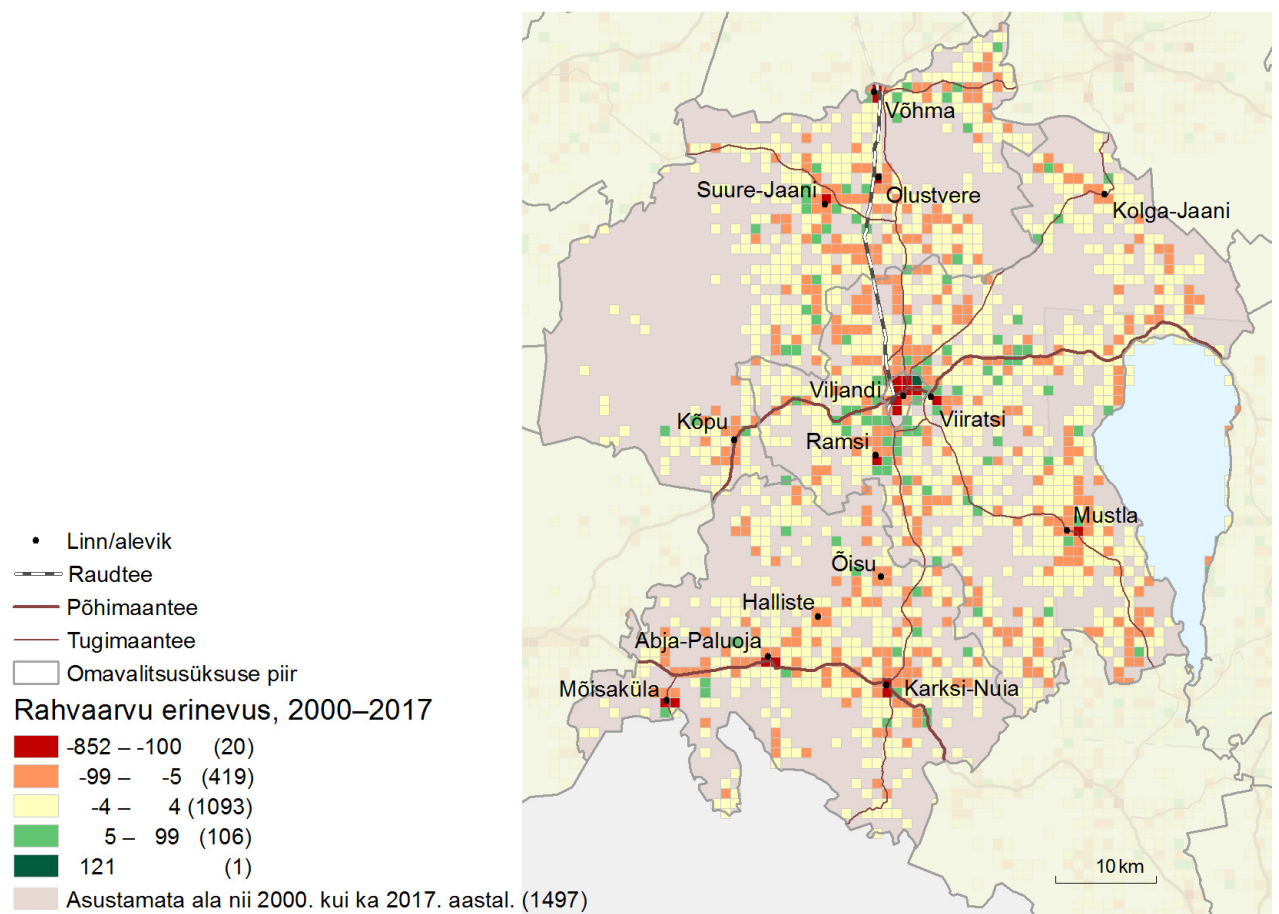 Võhma
Suure-Jaani
Olustvere
Kolga-Jaani
Viljandi
Viiratsi
Kõpu
Ramsi
Mustla
Õisu
Halliste
Abja-Paluoja
Mõisaküla
Karksi-Nuia
10 km
Linn/alevik
Raudtee
Põhimaantee
Tugimaantee
Omavalitsusüksuse piir
Rahvaarvu erinevus, 2000–2017
-852 – -100 (20)
-99 – -5 (419)
-4 – 4 (1093)
5 – 99 (106)
121 (1)
Asustamata ala nii 2000. kui ka 2017. aastal. (1497)